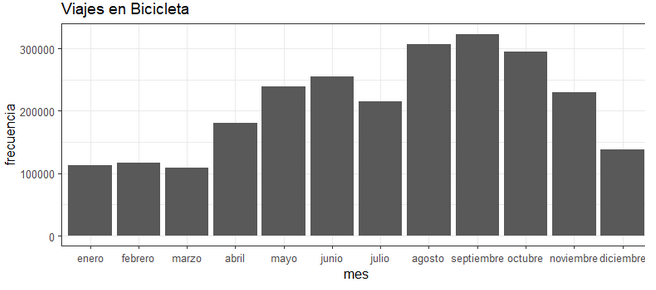 Viajes en Bicicleta
frecuencia
300000
200000
100000
0
enero febrero marzo abril mayo junio julio agosto septiembre octubre noviembre diciembre
mes